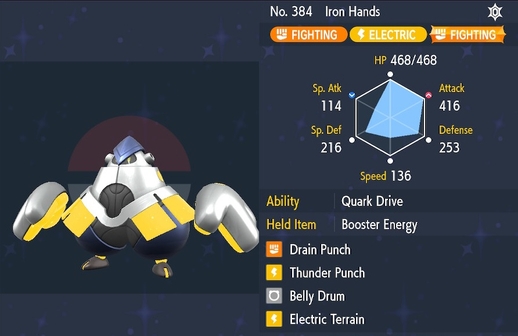 No. 384 Iron Hands
FIGHTING ELECTRIC FIGHTING
HP 468/468
Sp. Atk Attack
114 416
Sp. Def Defense
216 253
Speed 136
Ability Quark Drive
Held Item Booster Energy
Drain Punch
Thunder Punch
Belly Drum
Electric Terrain